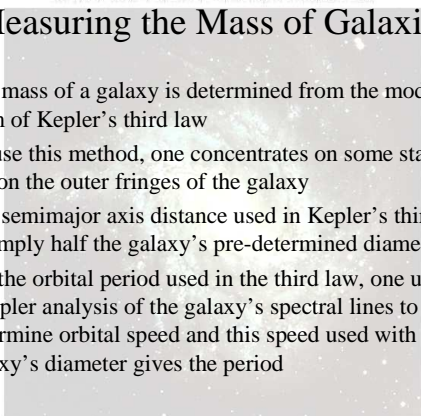 easuring the Mass of Galaxi
mass of a galaxy is determined from the mod
n of Kepler's third law
use this method, one concentrates on some sta
on the outer fringes of the galaxy
semimajor axis distance used in Kepler's thir
mply half the galaxy's pre-determined diame
the orbital period used in the third law, one u
pler analysis of the galaxy's spectral lines to
ermine orbital speed and this speed used with
xy's diameter gives the period